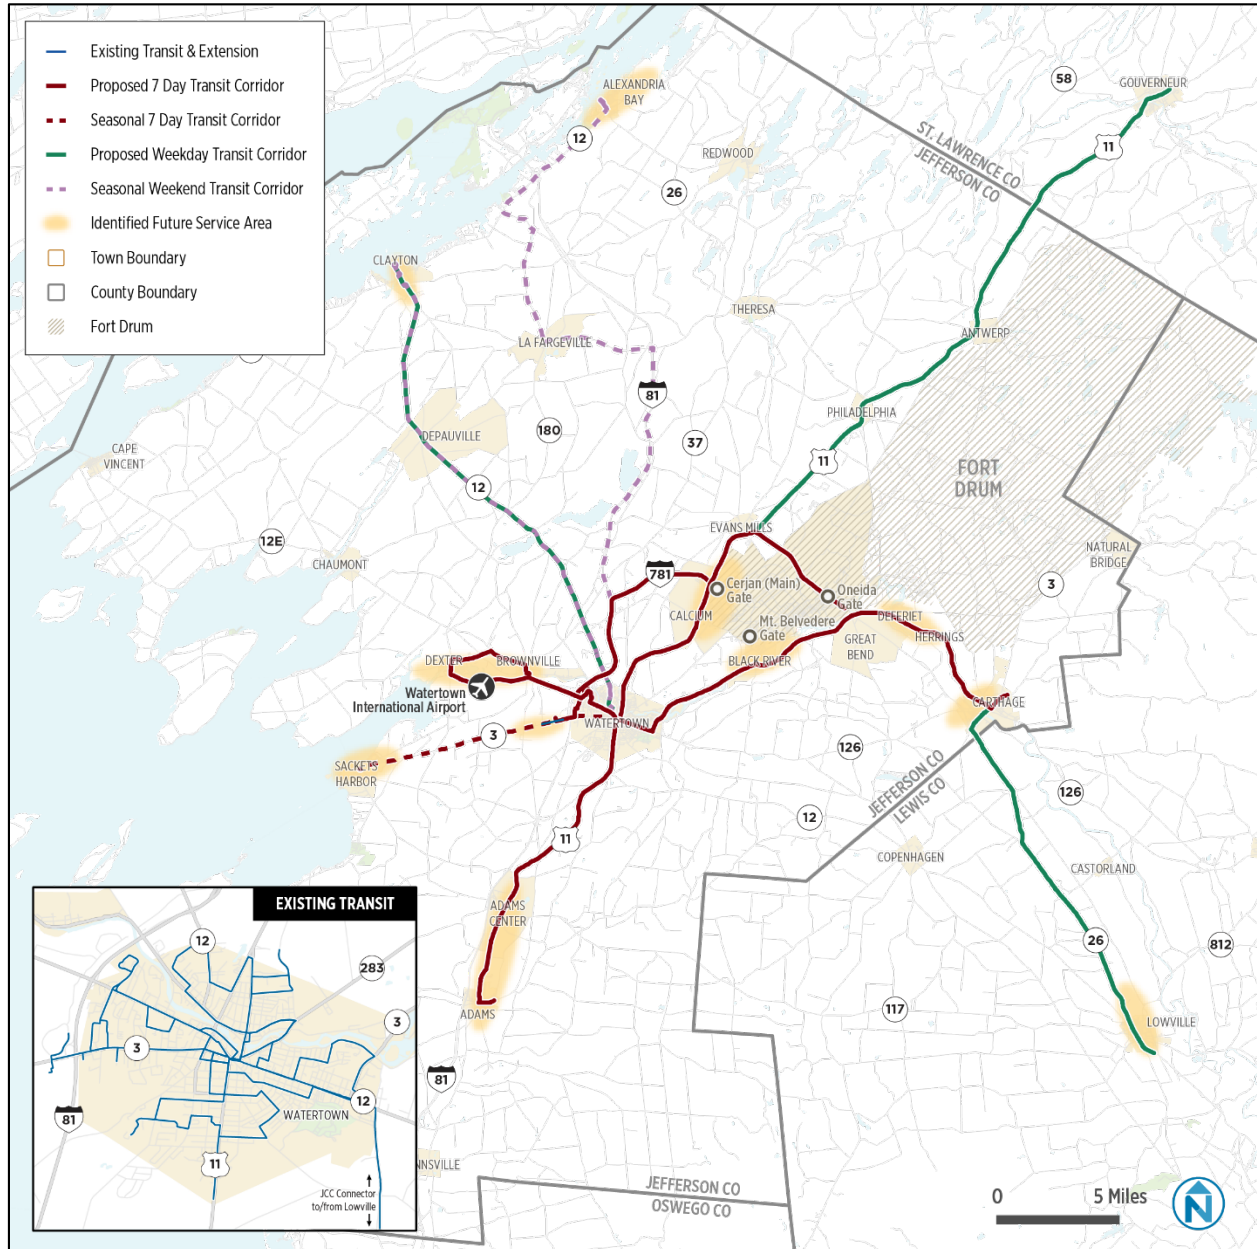 Existing Transit & Extension
Proposed 7 Day Transit Corridor
Seasonal 7 Day Transit Corridor
Proposed Weekday Transit Corridor
Seasonal Weekend Transit Corridor
Identified Future Service Area
Town Boundary
County Boundary
Fort Drum
ALEXANDRIA
BAY
12
58
GOUVERNEUR
11
REDWOOD
26
ST. LAWRENCE CO
JEFFERSON CO
CLAYTON
THERESA
ANTWERP
LA FARGEVILLE
81
PHILADELPHIA
DEPAUVILLE
180
37
11
CAPE
VINCENT
12
FORT
DRUM
12E
EVANS MILLS
NATURAL
BRIDGE
CHAUMONT
781
Cerjan (Main)
Gate
Oneida
Gate
3
CALCIUM
Mt. Belvedere
Gate
DEFERIET
HERRINGS
GREAT
BEND
BLACK RIVER
DEXTER
BROWNVILLE
Watertown
International Airport
CARTHAGE
WATERTOWN
3
126
SACKETS
HARBOR
JEFFERSON CO
LEWIS CO
126
12
11
COPENHAGEN
CASTORLAND
ADAMS
CENTER
26
812
ADAMS
117
LOWVILLE
81
NNSVILLE
JEFFERSON CO
OSWEGO CO
0
5 Miles
N
EXISTING TRANSIT
12
283
3
3
12
WATERTOWN
81
11
JCC Connector
to/from Lowville